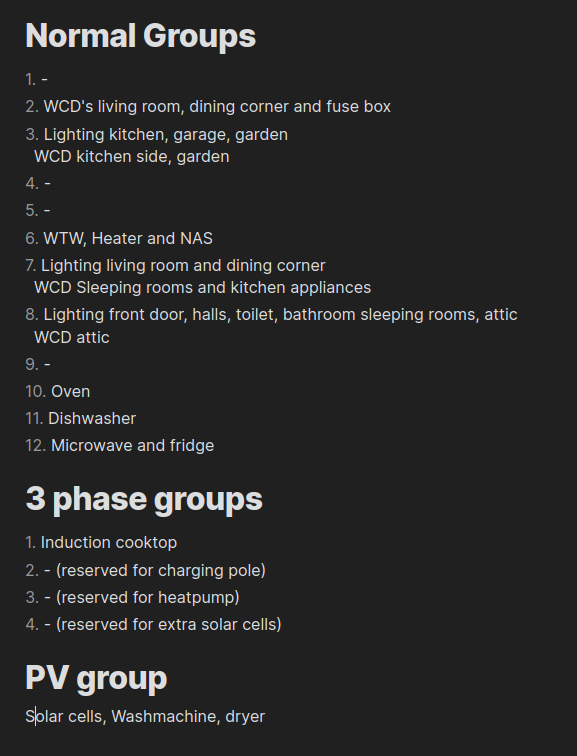 Normal Groups
1. -
2. WCD's living room, dining corner and fuse box
3. Lighting kitchen, garage, garden
WCD kitchen side, garden
4. -
5. -
6. WTW, Heater and NAS
7. Lighting living room and dining corner
WCD Sleeping rooms and kitchen appliances
8. Lighting front door, halls, toilet, bathroom sleeping rooms, attic
WCD attic
9. -
10. Oven
11. Dishwasher
12. Microwave and fridge
3 phase groups
1. Induction cooktop
2. - (reserved for charging pole)
3. - (reserved for heatpump)
4. - (reserved for extra solar cells)
PV group
Solar cells, Washmachine, dryer